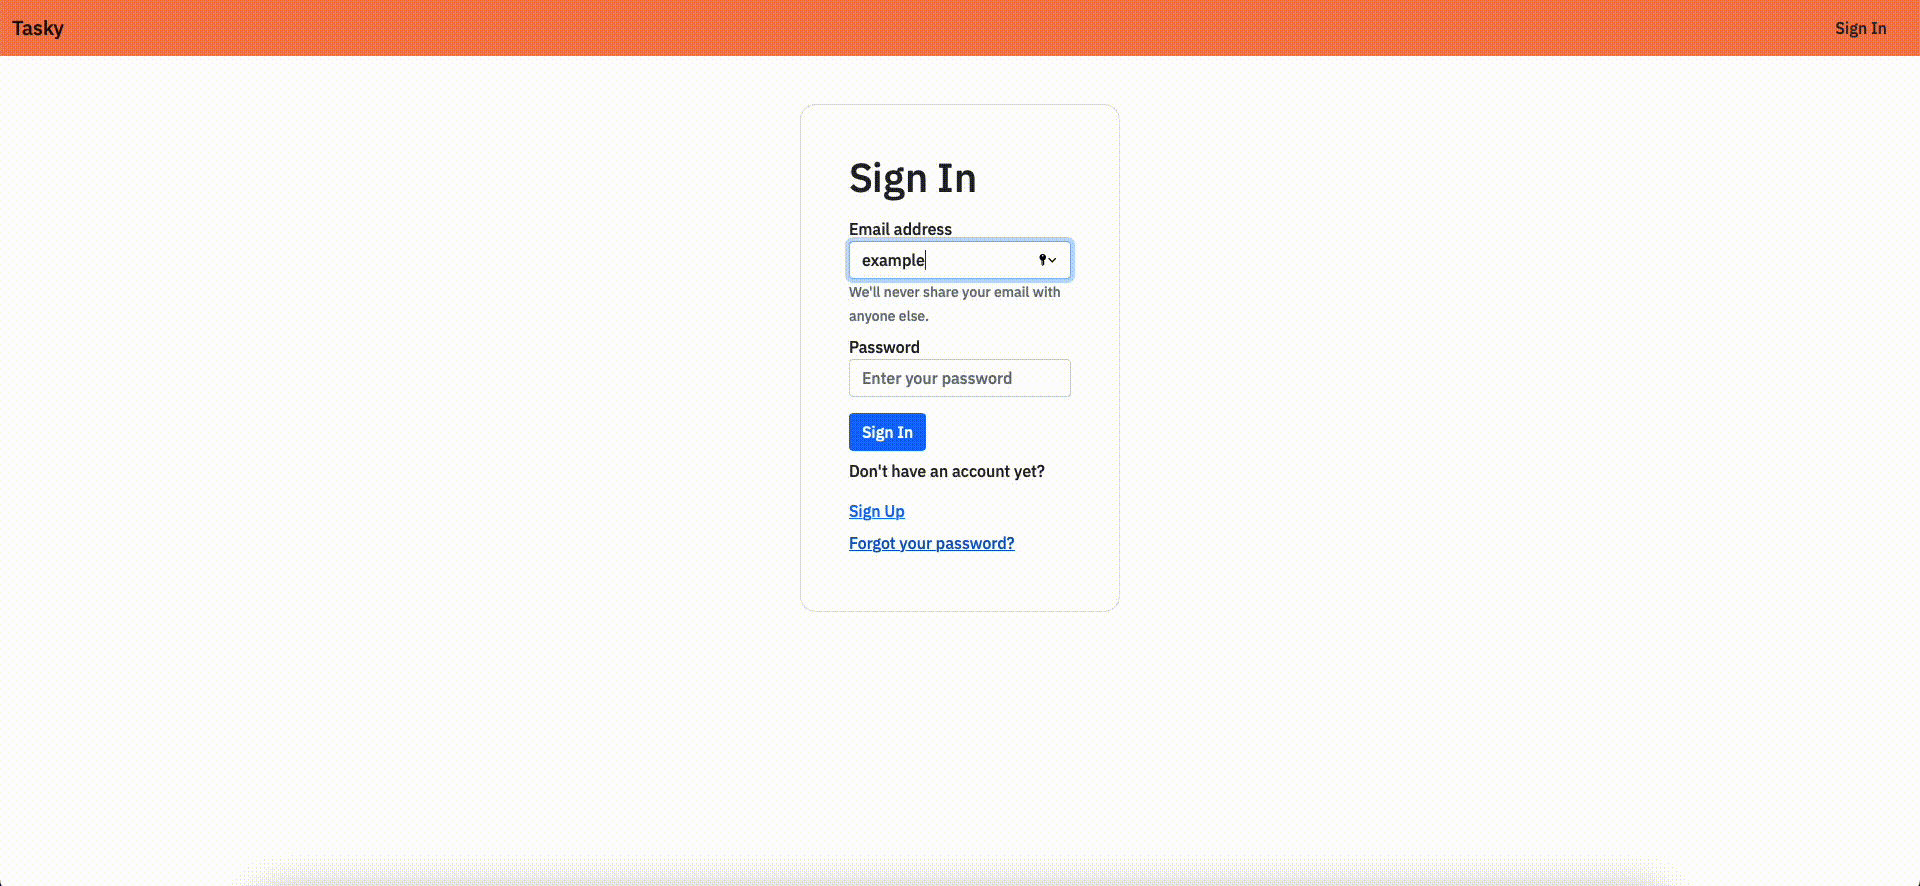 Tasky
Sign In
Sign In
Email address
example
We'll never share your email with
anyone else.
Password
Enter your password
Sign In
Don't have an account yet?
Sign Up
Forgot your password?